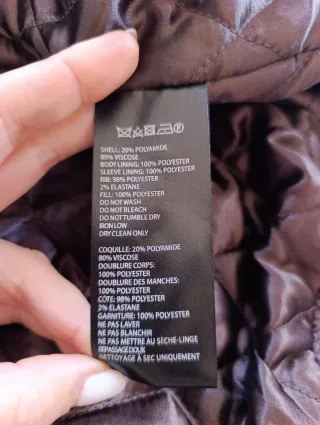 SHELL: 20% POLYAMIDE
80% VISCOSE
BODY LINING: 100% POLYESTER
SLEEVE LINING: 100% POLYESTER
RIB: 98% POLYESTER
2% ELASTANE
FILL: 100% POLYESTER
DO NOT WASH
DO NOT BLEACH
DO NOT TUMBLE DRY
IRON LOW
DRY CLEAN ONLY
COQUILLE: 20% POLYAMIDE
80% VISCOSE
DOUBLURE CORPS:
100% POLYESTER
DOUBLURE DES MANCHES:
100% POLYESTER
CÔTE: 98% POLYESTER
2% ELASTANE
GARNITURE: 100% POLYESTER
NE PAS LAVER
NE PAS BLANCHIR
NE PAS METTRE AU SÈCHE-LINGE
REPASSAGE DOUX
NETTOYAGE À SEC UNIQUEMENT